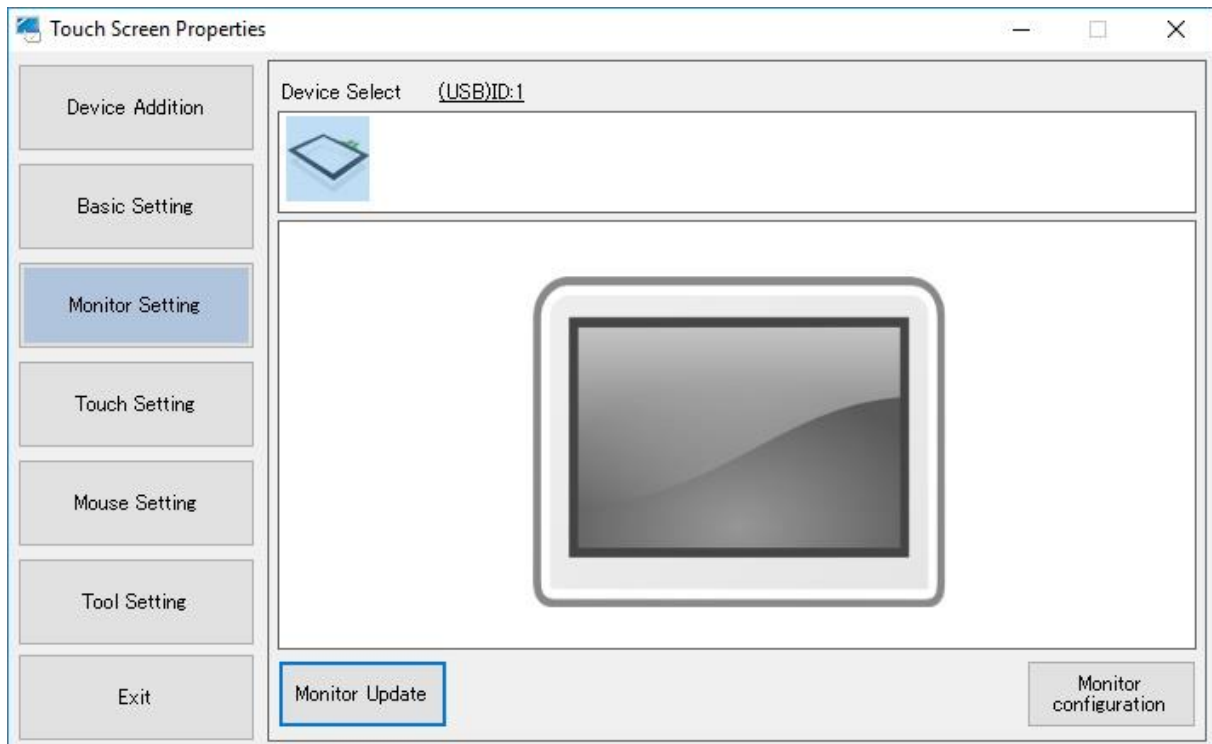 Touch Screen Properties
Device Addition
Basic Setting
Monitor Setting
Touch Setting
Mouse Setting
Tool Setting
Exit
Device Select (USB)ID:1
Monitor Update
Monitor
configuration